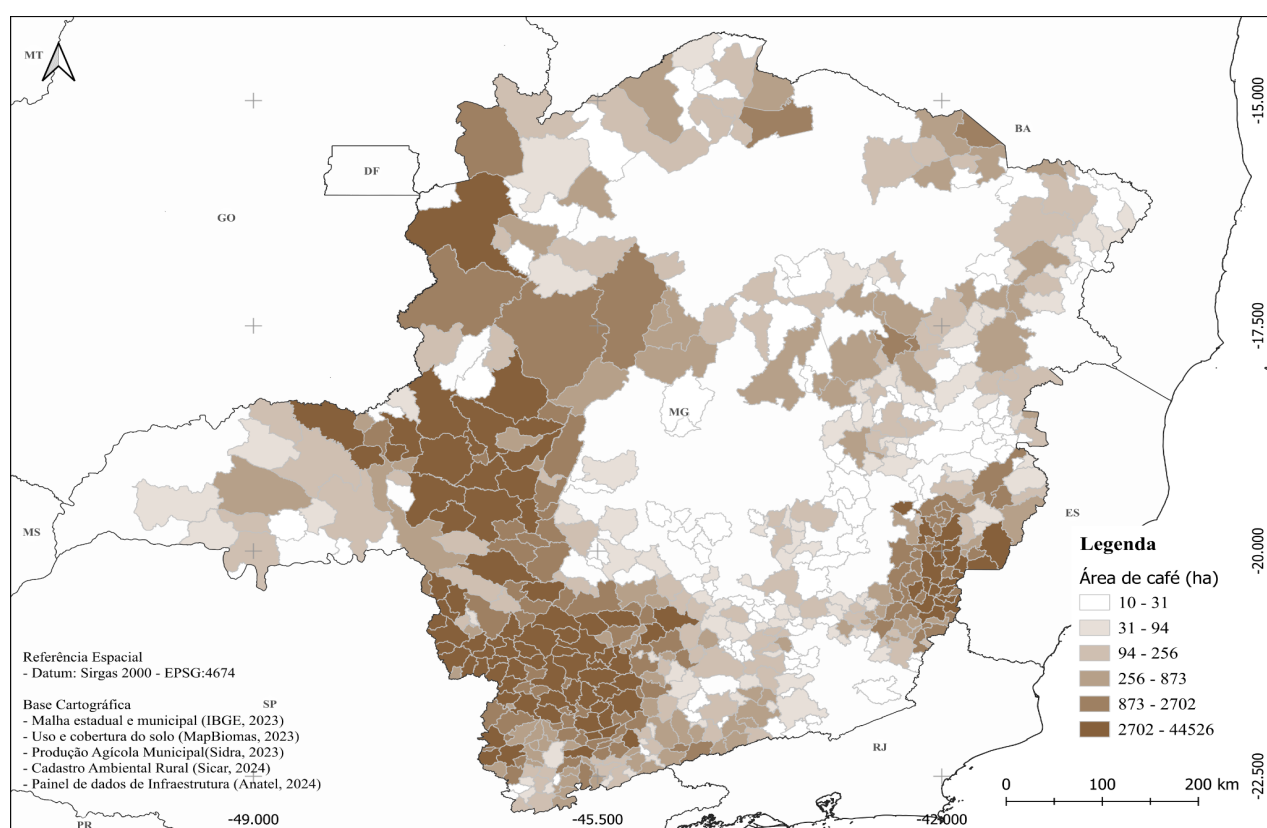 MT
DF
GO
BA
MG
ES
MS
SP
RJ
PR
-15.000
-17.500
-20.000
-22.500
-49.000
-45.500
-42.000
Legenda
Área de café (ha)
10 - 31
31 - 94
94 - 256
256 - 873
873 - 2702
2702 - 44526
Referência Espacial
- Datum: Sirgas 2000 - EPSG:4674
Base Cartográfica
- Malha estadual e municipal (IBGE, 2023)
- Uso e cobertura do solo (MapBiomas, 2023)
- Produção Agícola Municipal(Sidra, 2023)
- Cadastro Ambiental Rural (Sicar, 2024)
- Painel de dados de Infraestrutura (Anatel, 2024)
0 100 200 km